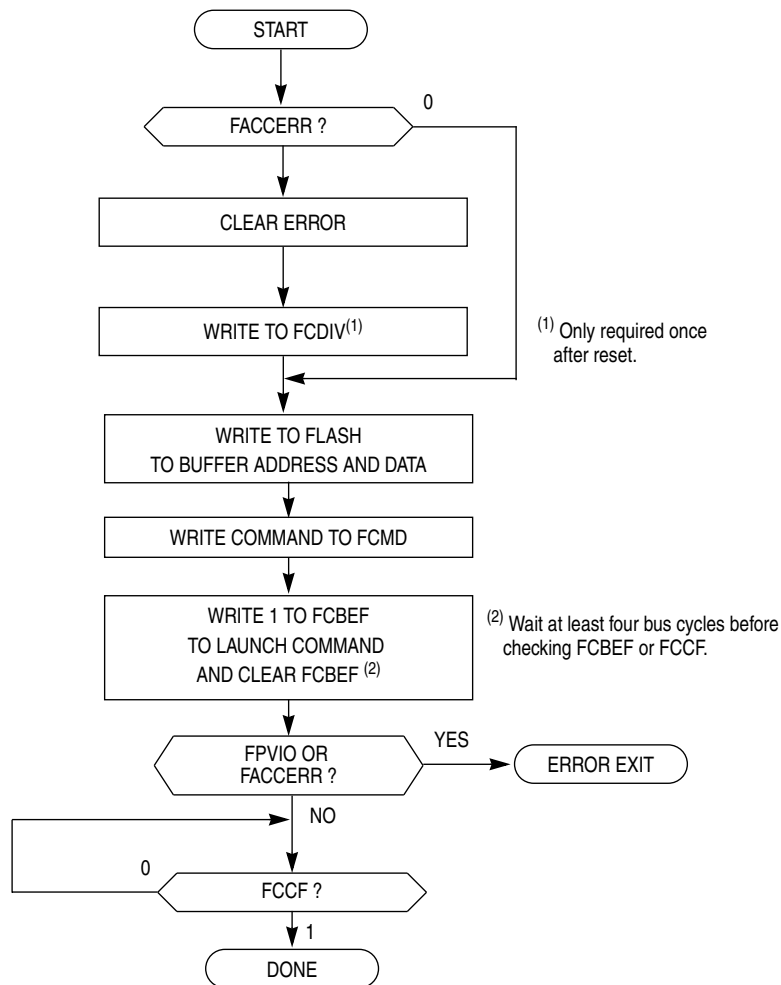 START
0
FACCERR ?
CLEAR ERROR
WRITE TO FCDIV(1)
(1) Only required once
after reset.
WRITE TO FLASH
TO BUFFER ADDRESS AND DATA
WRITE COMMAND TO FCMD
WRITE 1 TO FCBEF
TO LAUNCH COMMAND
AND CLEAR FCBEF (2)
(2) Wait at least four bus cycles before
checking FCBEF or FCCF.
FPVIO OR
FACCERR ?
YES
ERROR EXIT
NO
0
FCCF ?
1
DONE